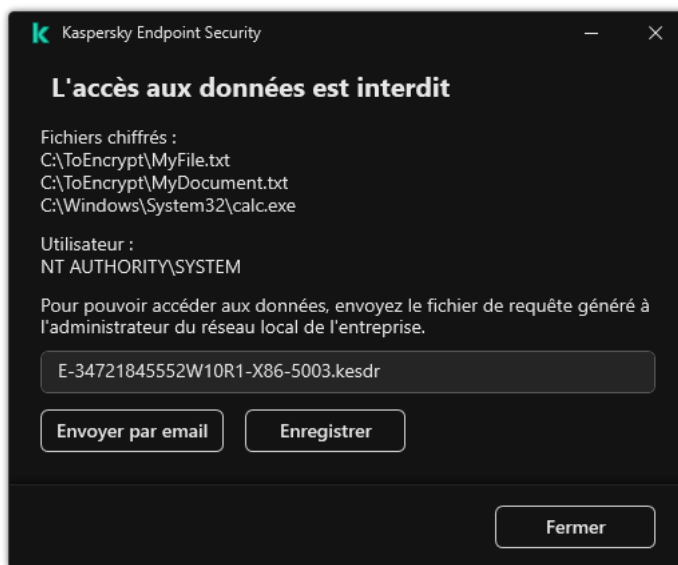 Kaspersky Endpoint Security
L'accès aux données est interdit
Fichiers chiffrés :
C:\ToEncrypt\MyFile.txt
C:\ToEncrypt\MyDocument.txt
C:\Windows\System32\calc.exe
Utilisateur :
NT AUTHORITY\SYSTEM
Pour pouvoir accéder aux données, envoyez le fichier de requête généré à
l'administrateur du réseau local de l'entreprise.
E-34721845552W10R1-X86-5003.kesdr
Envoyer par email Enregistrer
Fermer